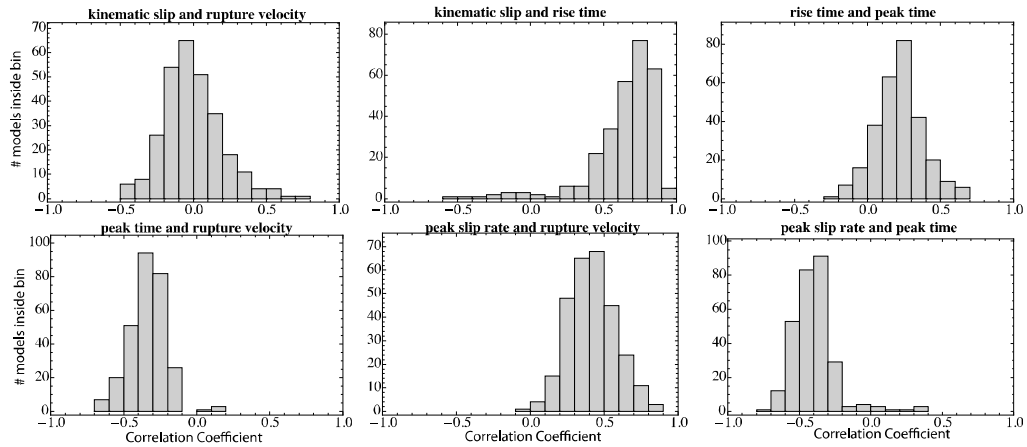 kinematic slip and rupture velocity
kinematic slip and rise time
rise time and peak time
# models inside bin
70
60
50
40
30
20
10
0
80
60
40
20
0
80
60
40
20
0
−1.0 −0.5 0.0 0.5 1.0
−1.0 −0.5 0.0 0.5 1.0
−1.0 −0.5 0.0 0.5 1.0
peak time and rupture velocity
peak slip rate and rupture velocity
peak slip rate and peak time
# models inside bin
100
80
60
40
20
0
70
60
50
40
30
20
10
0
100
80
60
40
20
0
−1.0 −0.5 0.0 0.5 1.0
−1.0 −0.5 0.0 0.5 1.0
−1.0 −0.5 0.0 0.5 1.0
Correlation Coefficient
Correlation Coefficient
Correlation Coefficient